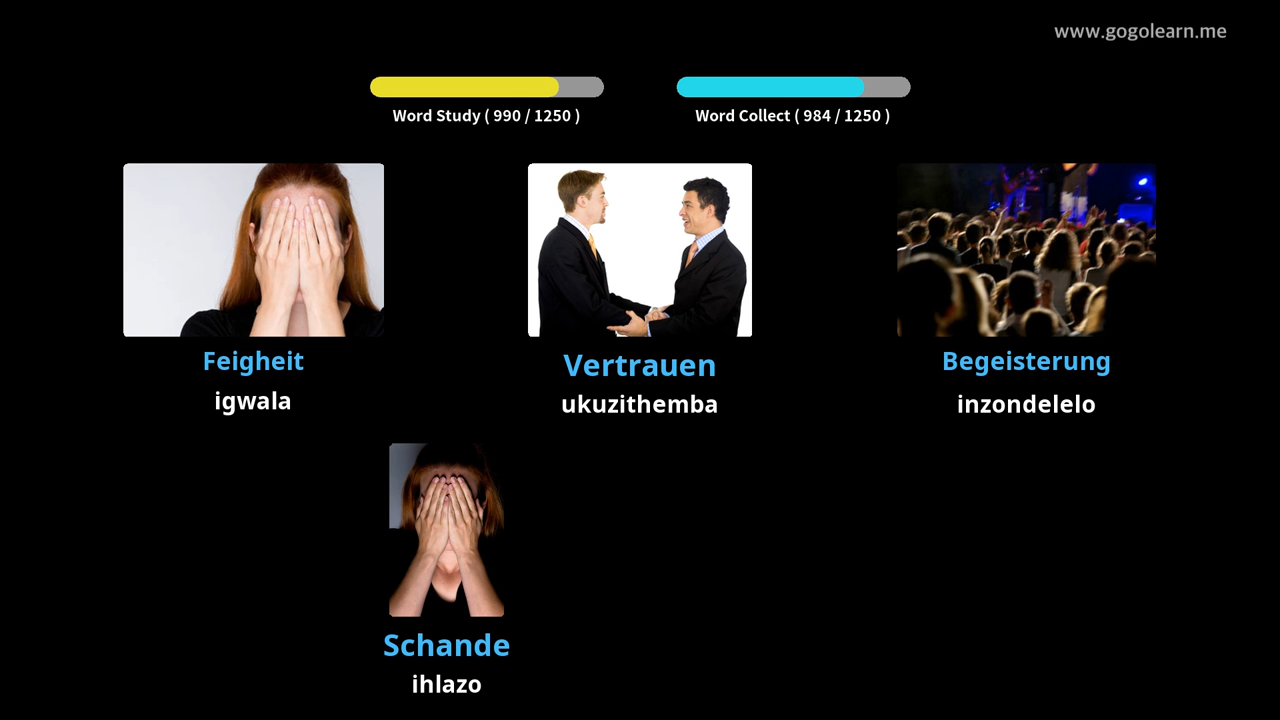 www.gogolearn.me
Word Study ( 990 / 1250 )
Word Collect ( 984 / 1250 )
Feigheit
igwala
Vertrauen
ukuzithemba
Begeisterung
inzondelelo
Schande
ihlazo